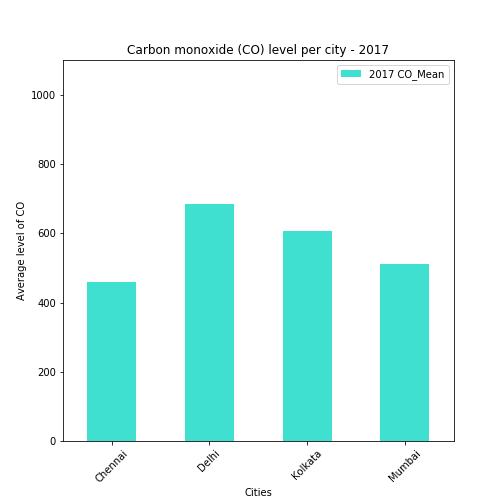 Carbon monoxide (CO) level per city - 2017
2017 CO_Mean
1000
800
600
400
200
0
Average level of CO
Chennai
Delhi
Kolkata
Mumbai
Cities